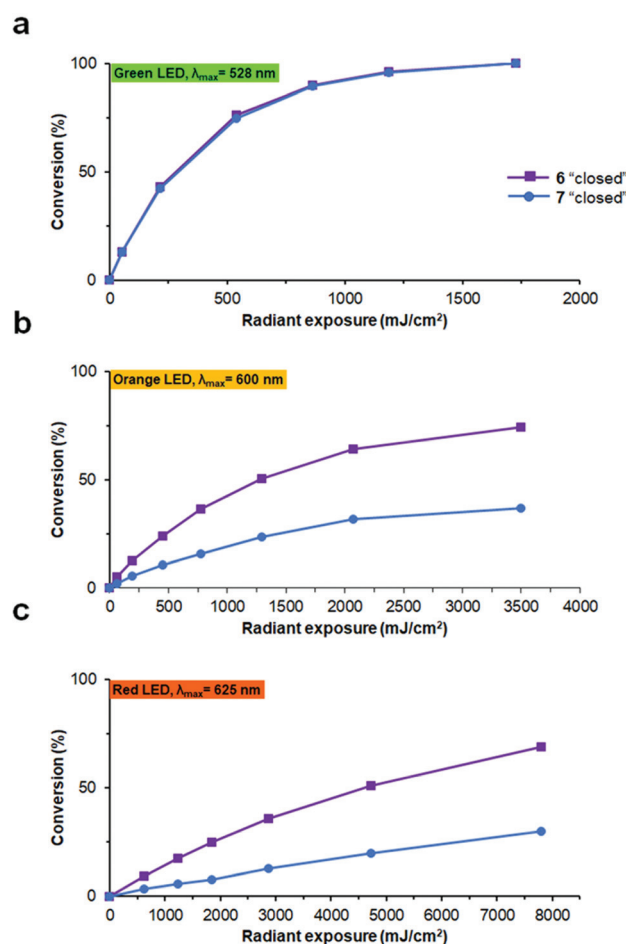 a
Green LED, λmax= 528 nm
100
50
0
Conversion (%)
0 500 1000 1500 2000
Radiant exposure (mJ/cm²)
6 "closed"
7 "closed"
b
Orange LED, λmax= 600 nm
100
50
0
Conversion (%)
0 500 1000 1500 2000 2500 3000 3500 4000
Radiant exposure (mJ/cm²)
c
Red LED, λmax= 625 nm
100
50
0
Conversion (%)
0 1000 2000 3000 4000 5000 6000 7000 8000
Radiant exposure (mJ/cm²)